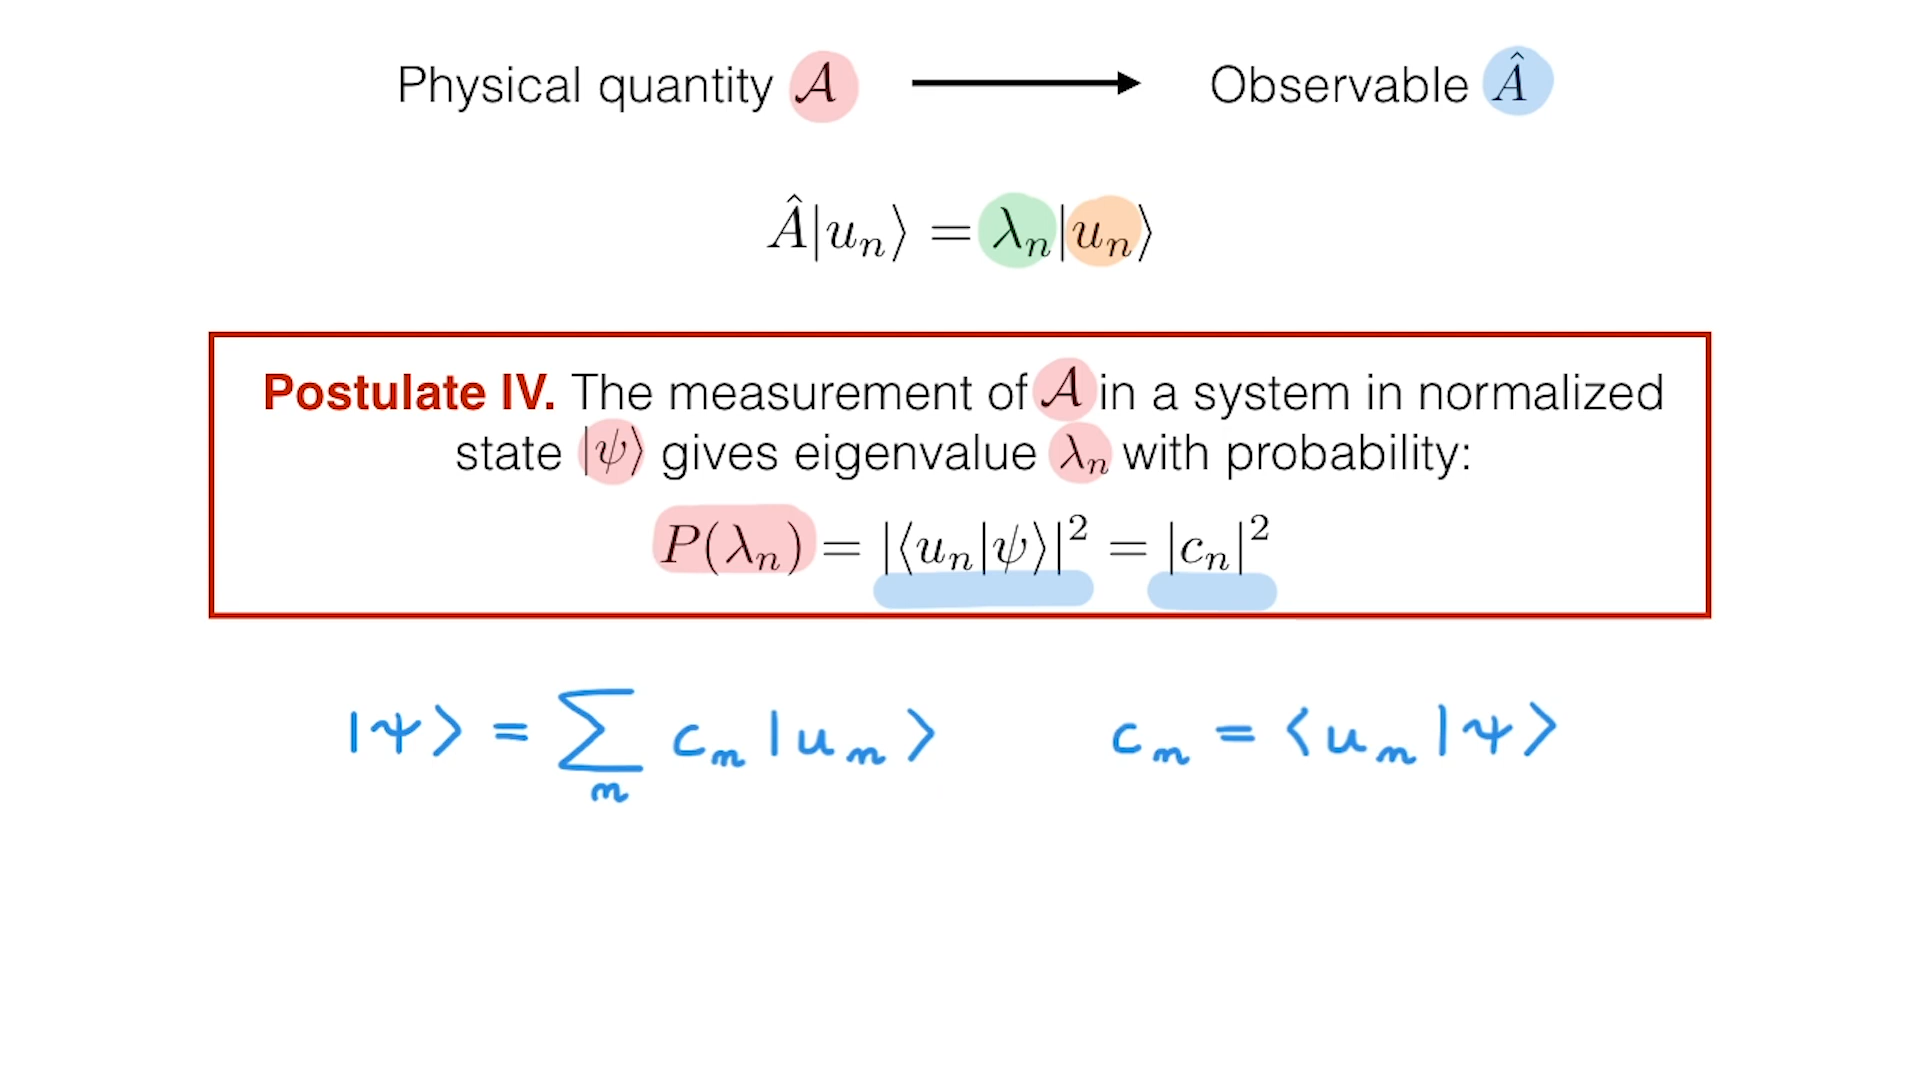 Physical quantity 𝒜 ⟶ Observable Â
Â|uₙ⟩ = λₙ|uₙ⟩
Postulate IV. The measurement of 𝒜 in a system in normalized
state |ψ⟩ gives eigenvalue λₙ with probability:
P(λₙ) = |⟨uₙ|ψ⟩|² = |cₙ|²
|ψ⟩ = ∑ₙ cₙ|uₙ⟩ cₙ = ⟨uₙ|ψ⟩